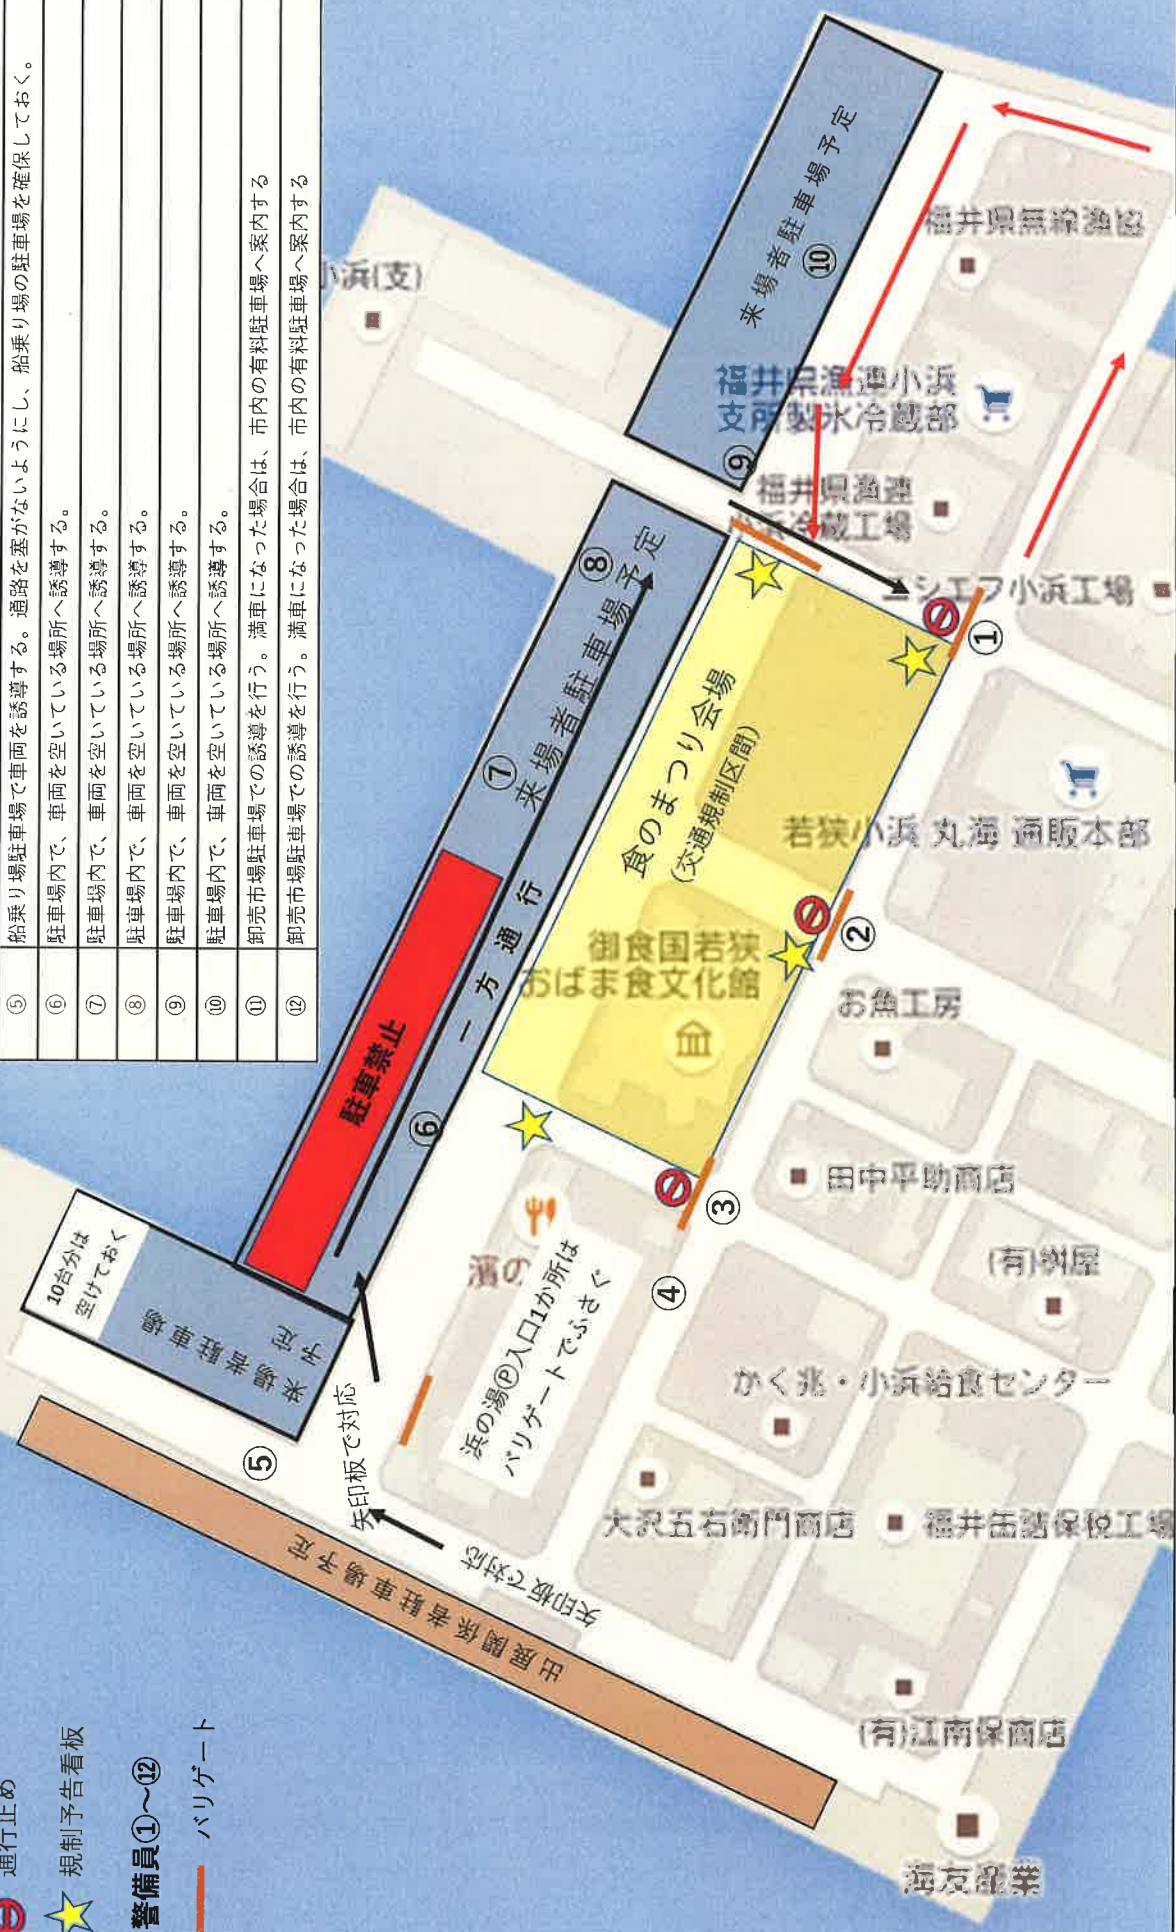 ⑤ 船乗り場駐車場で車両を誘導する。通路を塞がないようにし、船乗り場の駐車場を確保しておく。
⑥ 駐車場内で、車両を空いている場所へ誘導する。
⑦ 駐車場内で、車両を空いている場所へ誘導する。
⑧ 駐車場内で、車両を空いている場所へ誘導する。
⑨ 駐車場内で、車両を空いている場所へ誘導する。
⑩ 駐車場内で、車両を空いている場所へ誘導する。
⑪ 卸売市場駐車場での誘導を行う。満車になった場合は、市内の有料駐車場へ案内する
⑫ 卸売市場駐車場での誘導を行う。満車になった場合は、市内の有料駐車場へ案内する
通行止め
規制予告看板
警備員①～⑫
バリゲート
小浜(支)
来場者駐車場予定
⑩
⑨
福井県漁連小浜
支所製氷冷蔵部
福井県漁連
小浜冷蔵工場
ニシエフ小浜工場
①
⑧
⑦
来場者駐車場予定
一方通行
⑥
駐車禁止
食のまつり会場
(交通規制区間)
御食国若狭
おばま食文化館
若狭小浜 丸海 通販本部
②
お魚工房
田中平助商店
③
④
濱の
浜の湯Ⓟ入口1か所は
バリゲートでふさぐ
10台分は
空けておく
来場者駐車場
予定
⑤
矢印板で対応
矢印板で対応
出展関係者駐車場予定
かく兆・小浜給食センター
大沢五右衛門商店
福井缶詰保税工場
(有)江南保商店